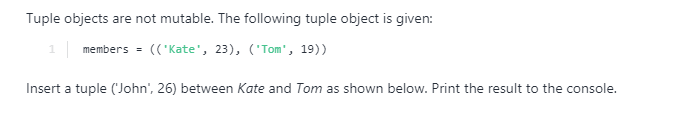 Tuple objects are not mutable. The following tuple object is given:
1 members = (('Kate', 23), ('Tom', 19))
Insert a tuple ('John', 26) between Kate and Tom as shown below. Print the result to the console.